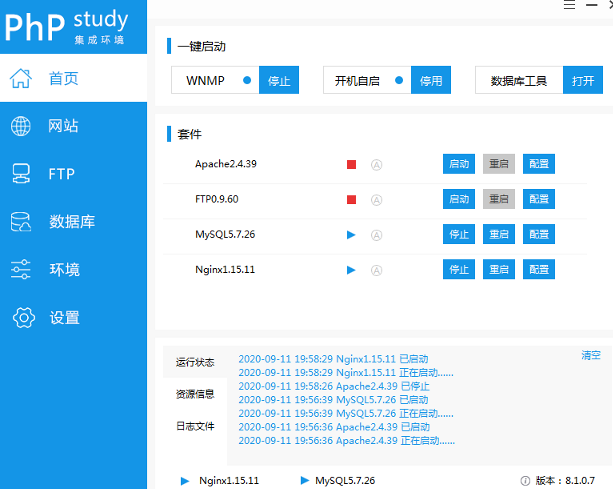 PhP study
集成环境
首页
网站
FTP
数据库
环境
设置
一键启动
WNMP 停止 开机自启 停用 数据库工具 打开
套件
Apache2.4.39 启动 重启 配置
FTP0.9.60 启动 重启 配置
MySQL5.7.26 停止 重启 配置
Nginx1.15.11 停止 重启 配置
运行状态
资源信息
日志文件
清空
2020-09-11 19:58:29 Nginx1.15.11 已启动
2020-09-11 19:58:29 Nginx1.15.11 正在启动......
2020-09-11 19:58:26 Apache2.4.39 已停止
2020-09-11 19:56:39 MySQL5.7.26 已启动
2020-09-11 19:56:39 MySQL5.7.26 正在启动......
2020-09-11 19:56:36 Apache2.4.39 已启动
2020-09-11 19:56:36 Apache2.4.39 正在启动......
Nginx1.15.11 MySQL5.7.26 版本：8.1.0.7